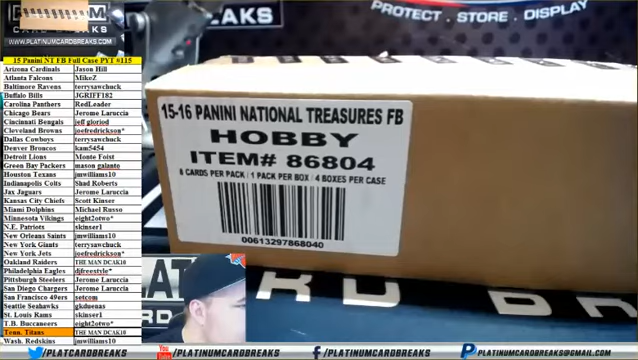 PLATINUM
WWW.PLATINUMCARDBREAKS.COM
PROTECT . STORE . DISPLAY
15 Panini NT FB Full Case PYT #115
Arizona Cardinals Jason Hill
Atlanta Falcons MikeZ
Baltimore Ravens terrysawchuck
Buffalo Bills JGRIFF182
Carolina Panthers RedLeader
Chicago Bears Jerome Laruccia
Cincinnati Bengals jeff gloriod
Cleveland Browns joefredrickson*
Dallas Cowboys terrysawchuck
Denver Broncos kam5454
Detroit Lions Monte Foist
Green Bay Packers mason galante
Houston Texans jmwilliams10
Indianapolis Colts Shad Roberts
Jax Jaguars Jerome Laruccia
Kansas City Chiefs Scott Kinser
Miami Dolphins Michael Russo
Minnesota Vikings eight2otwo*
N.E. Patriots skinser1
New Orleans Saints jmwilliams10
New York Giants terrysawchuck
New York Jets joefredrickson*
Oakland Raiders THE MAN DCAK10
Philadelphia Eagles djfreestyle*
Pittsburgh Steelers Jerome Laruccia
San Diego Chargers Jerome Laruccia
San Francisco 49ers setcom
Seattle Seahawks gkduenas
St. Louis Rams skinser1
T.B. Buccaneers eight2otwo*
Tenn. Titans THE MAN DCAK10
Wash. Redskins jmwilliams10
15-16 PANINI NATIONAL TREASURES FB
HOBBY
ITEM# 86804
8 CARDS PER PACK / 1 PACK PER BOX / 4 BOXES PER CASE
00613297868040
/PLATCARDBREAKS
/PLATINUMCARDBREAKS
/PLATINUMCARDBREAKS
PLATINUMCARDBREAKS@GMAIL.COM